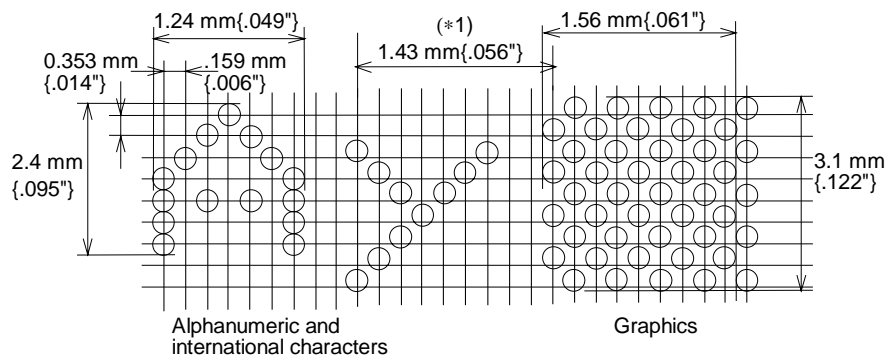 1.24 mm{.049"}
(*1)
1.43 mm{.056"}
1.56 mm{.061"}
0.353 mm
{.014"}
.159 mm
{.006"}
2.4 mm
{.095"}
3.1 mm
{.122"}
Alphanumeric and
international characters
Graphics